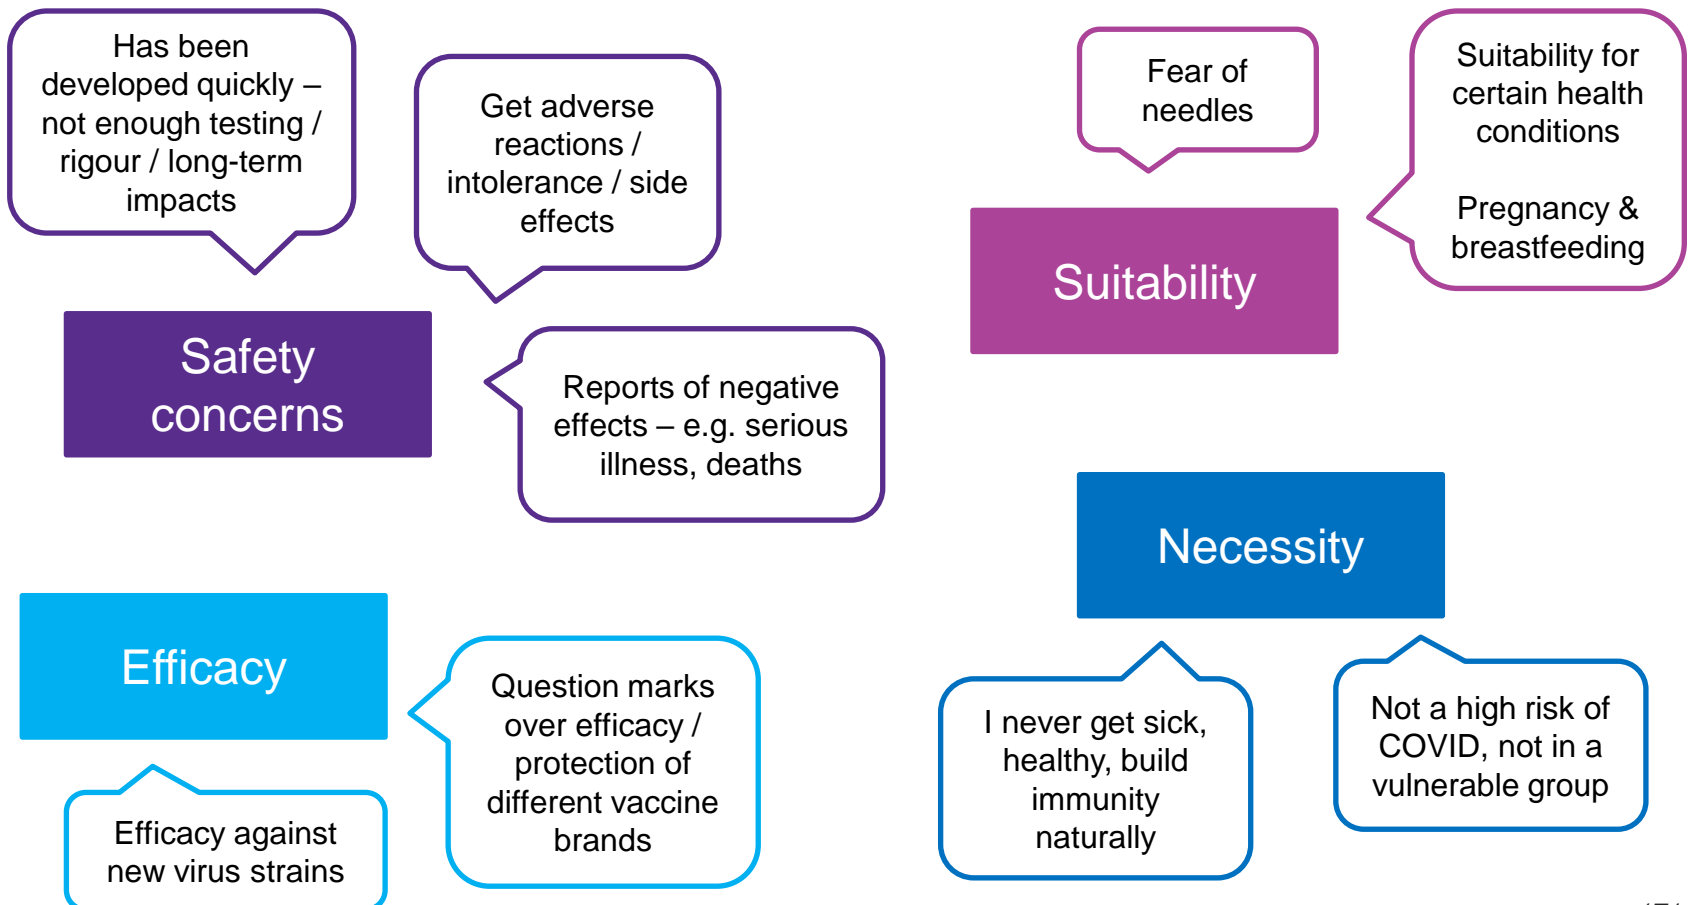 Has been
developed quickly –
not enough testing /
rigour / long-term
impacts
Get adverse
reactions /
intolerance / side
effects
Safety
concerns
Reports of negative
effects – e.g. serious
illness, deaths
Fear of
needles
Suitability for
certain health
conditions
Pregnancy &
breastfeeding
Suitability
Efficacy
Question marks
over efficacy /
protection of
different vaccine
brands
Efficacy against
new virus strains
Necessity
I never get sick,
healthy, build
immunity
naturally
Not a high risk of
COVID, not in a
vulnerable group